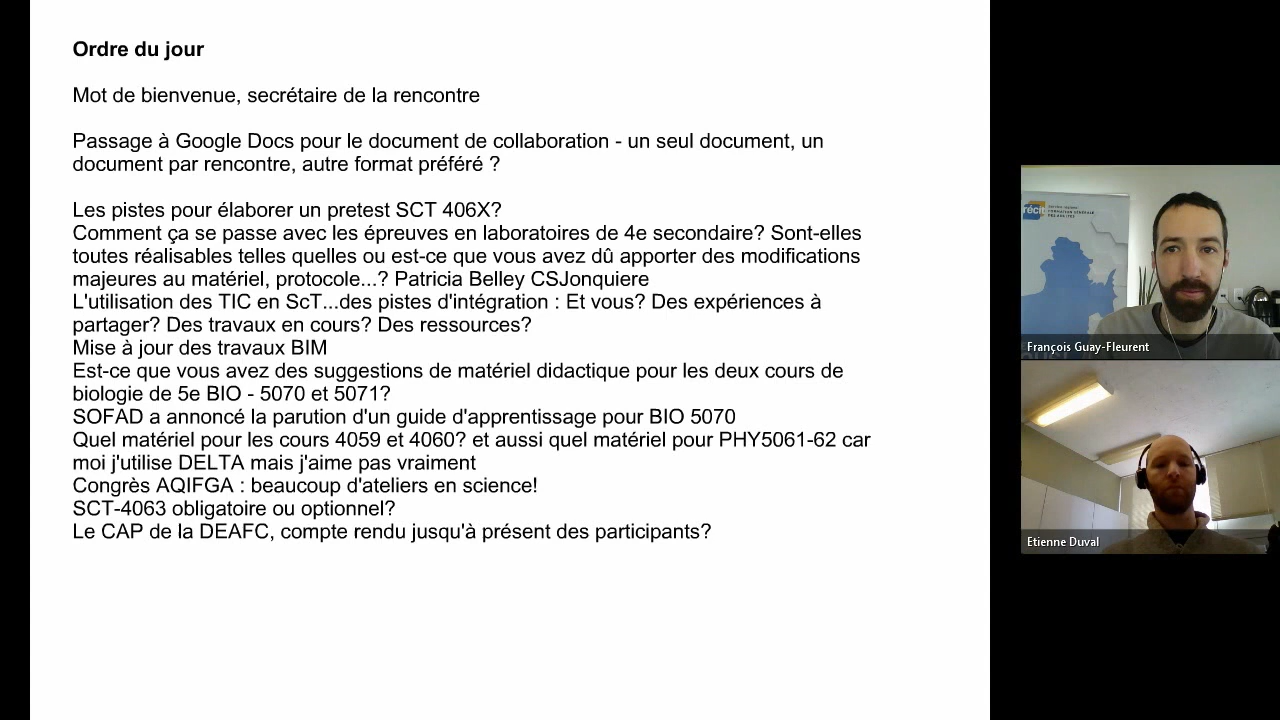 Ordre du jour
Mot de bienvenue, secrétaire de la rencontre
Passage à Google Docs pour le document de collaboration - un seul document, un
document par rencontre, autre format préféré ?
Les pistes pour élaborer un pretest SCT 406X?
Comment ça se passe avec les épreuves en laboratoires de 4e secondaire? Sont-elles
toutes réalisables telles quelles ou est-ce que vous avez dû apporter des modifications
majeures au matériel, protocole...? Patricia Belley CSJonquiere
L'utilisation des TIC en ScT...des pistes d'intégration : Et vous? Des expériences à
partager? Des travaux en cours? Des ressources?
Mise à jour des travaux BIM
Est-ce que vous avez des suggestions de matériel didactique pour les deux cours de
biologie de 5e BIO - 5070 et 5071?
SOFAD a annoncé la parution d'un guide d'apprentissage pour BIO 5070
Quel matériel pour les cours 4059 et 4060? et aussi quel matériel pour PHY5061-62 car
moi j'utilise DELTA mais j'aime pas vraiment
Congrès AQIFGA : beaucoup d'ateliers en science!
SCT-4063 obligatoire ou optionnel?
Le CAP de la DEAFC, compte rendu jusqu'à présent des participants?
récit
FORMATION GÉNÉRALE
DES ADULTES
François Guay-Fleurent
Etienne Duval